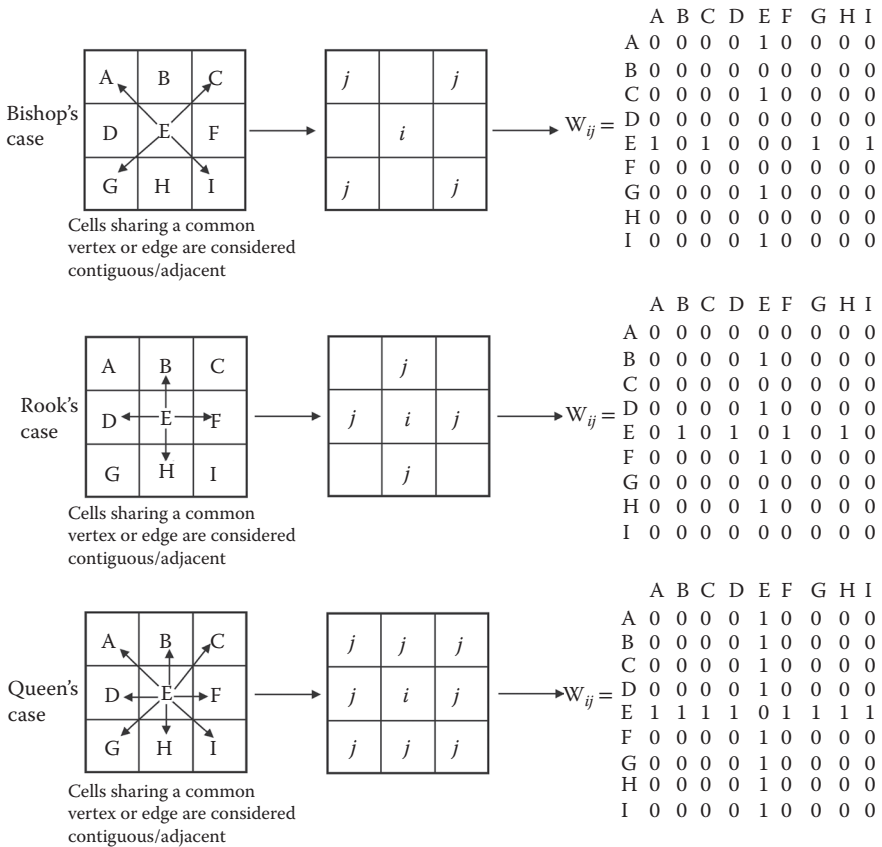 Bishop's
case
A B C
D E F
G H I
Cells sharing a common
vertex or edge are considered
contiguous/adjacent
j j
i
j j
Wij =
A B C D E F G H I
A 0 0 0 0 1 0 0 0 0
B 0 0 0 0 0 0 0 0 0
C 0 0 0 0 1 0 0 0 0
D 0 0 0 0 0 0 0 0 0
E 1 0 1 0 0 0 1 0 1
F 0 0 0 0 0 0 0 0 0
G 0 0 0 0 1 0 0 0 0
H 0 0 0 0 0 0 0 0 0
I 0 0 0 0 1 0 0 0 0
Rook's
case
A B C
D E F
G H I
Cells sharing a common
vertex or edge are considered
contiguous/adjacent
j
j i j
j
Wij =
A B C D E F G H I
A 0 0 0 0 0 0 0 0 0
B 0 0 0 0 1 0 0 0 0
C 0 0 0 0 0 0 0 0 0
D 0 0 0 0 1 0 0 0 0
E 0 1 0 1 0 1 0 1 0
F 0 0 0 0 1 0 0 0 0
G 0 0 0 0 0 0 0 0 0
H 0 0 0 0 1 0 0 0 0
I 0 0 0 0 0 0 0 0 0
Queen's
case
A B C
D E F
G H I
Cells sharing a common
vertex or edge are considered
contiguous/adjacent
j j j
j i j
j j j
Wij =
A B C D E F G H I
A 0 0 0 0 1 0 0 0 0
B 0 0 0 0 1 0 0 0 0
C 0 0 0 0 1 0 0 0 0
D 0 0 0 0 1 0 0 0 0
E 1 1 1 1 0 1 1 1 1
F 0 0 0 0 1 0 0 0 0
G 0 0 0 0 1 0 0 0 0
H 0 0 0 0 1 0 0 0 0
I 0 0 0 0 1 0 0 0 0